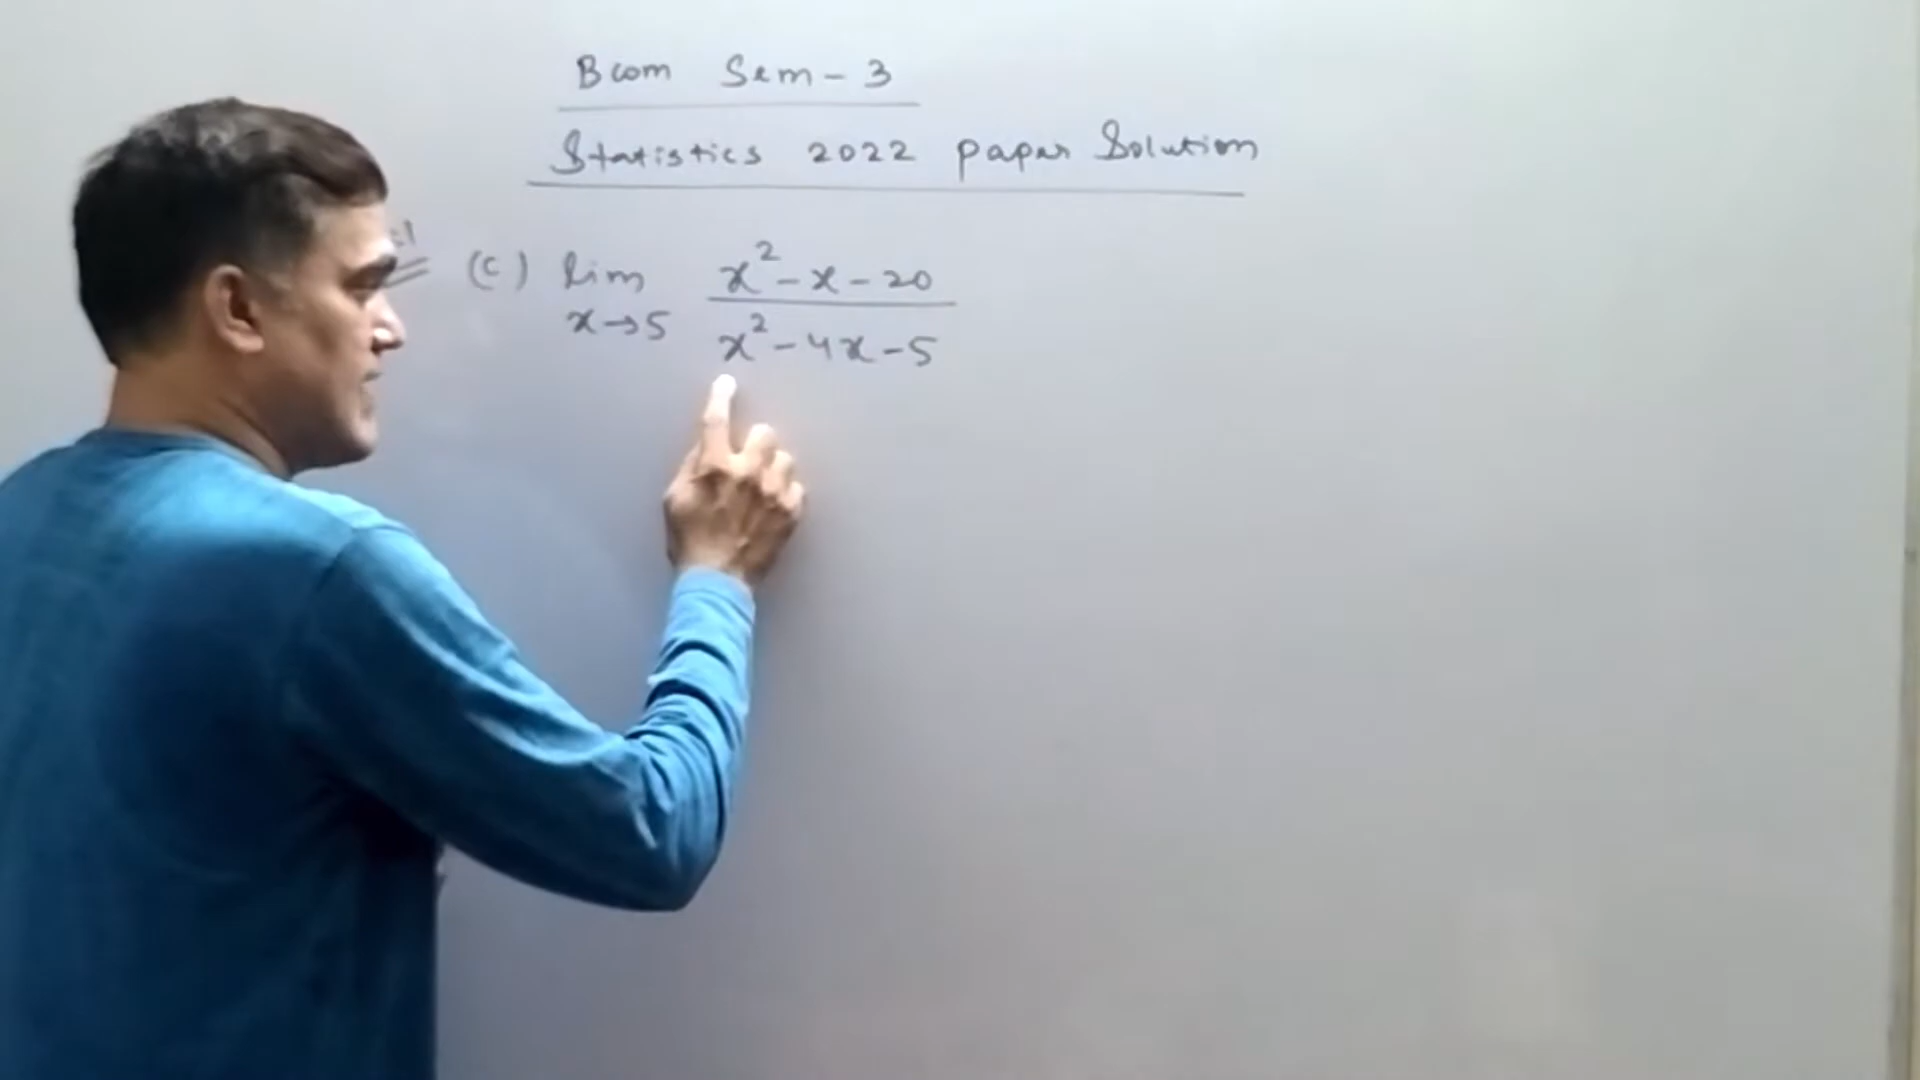 Bcom Sem-3
Statistics 2022 paper Solution
(c) lim x²-x-20
x→5 x²-4x-5